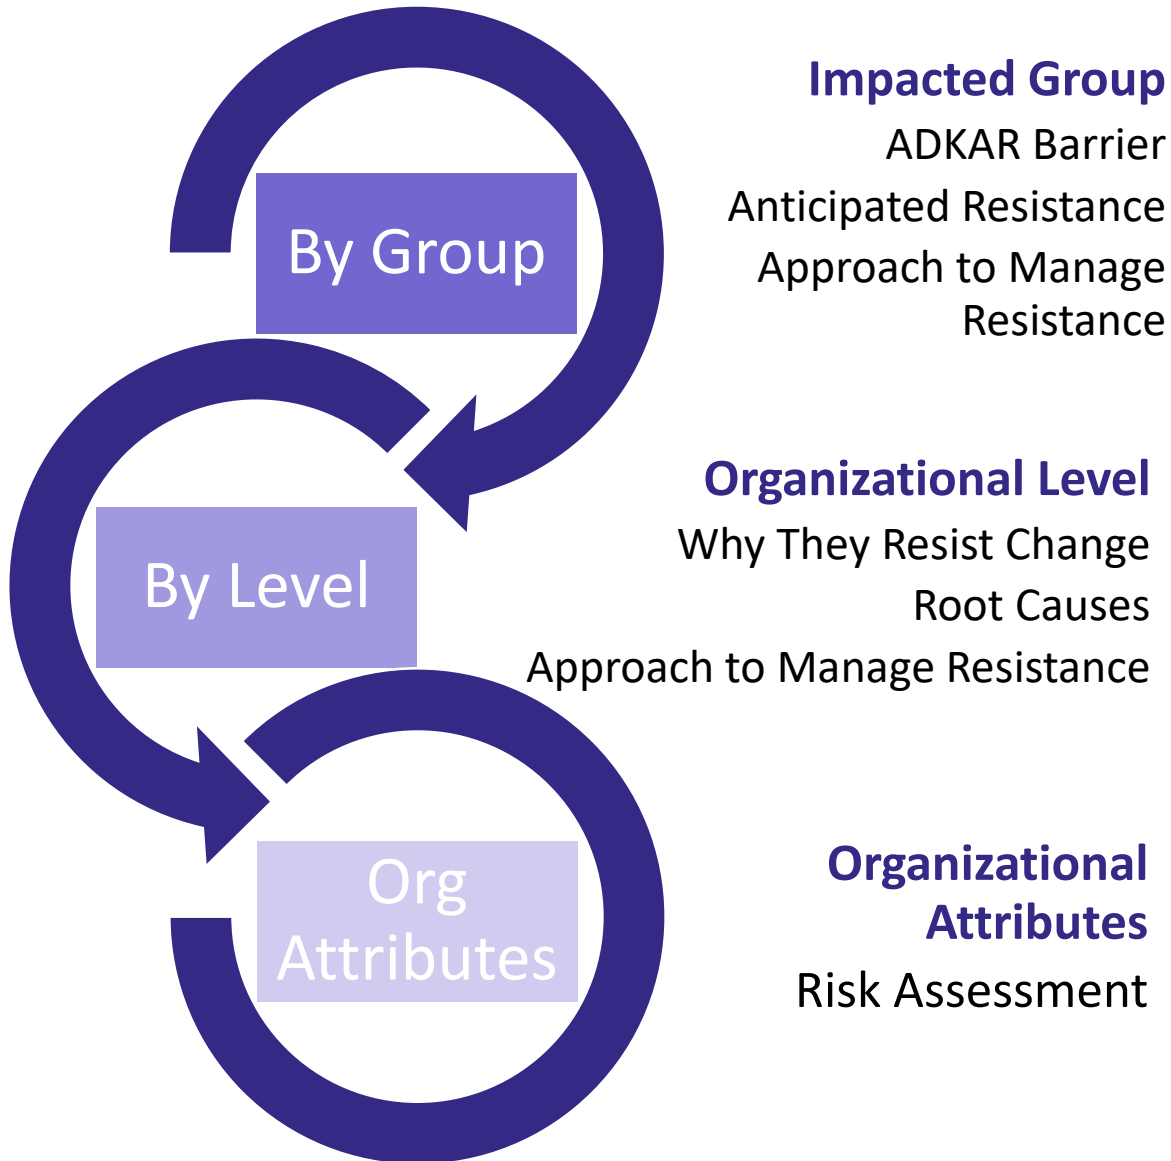 Impacted Group
ADKAR Barrier
Anticipated Resistance
Approach to Manage
Resistance
By Group
Organizational Level
Why They Resist Change
Root Causes
Approach to Manage Resistance
By Level
Organizational
Attributes
Risk Assessment
Org
Attributes